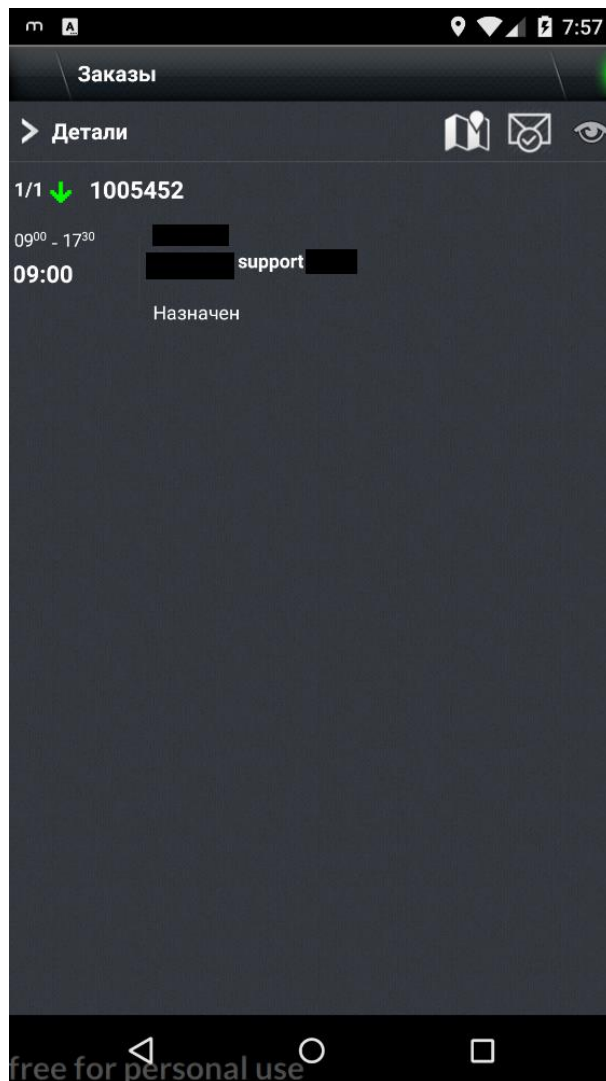 7:57
Заказы
Детали
1/1 1005452
09⁰⁰ - 17³⁰
support
09:00
Назначен
free for personal use